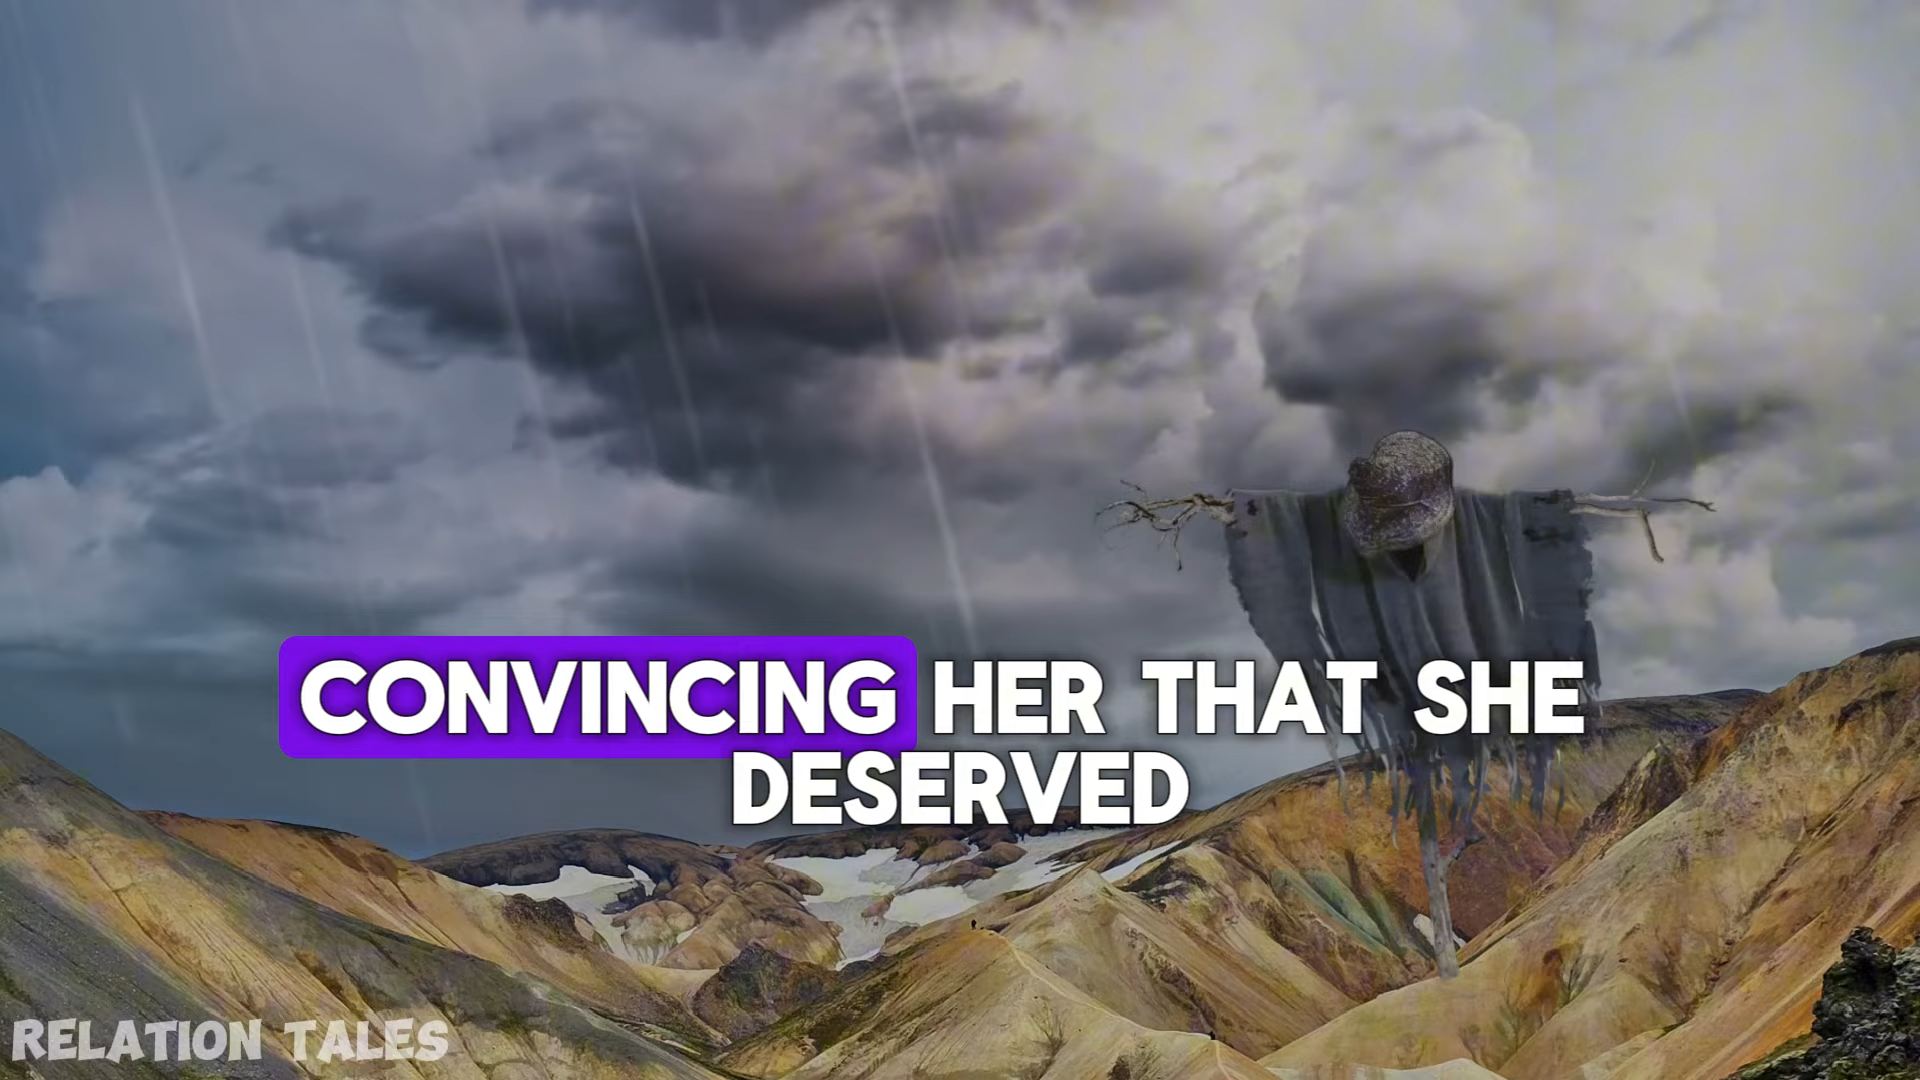 CONVINCING HER THAT SHE
DESERVED
RELATION TALES